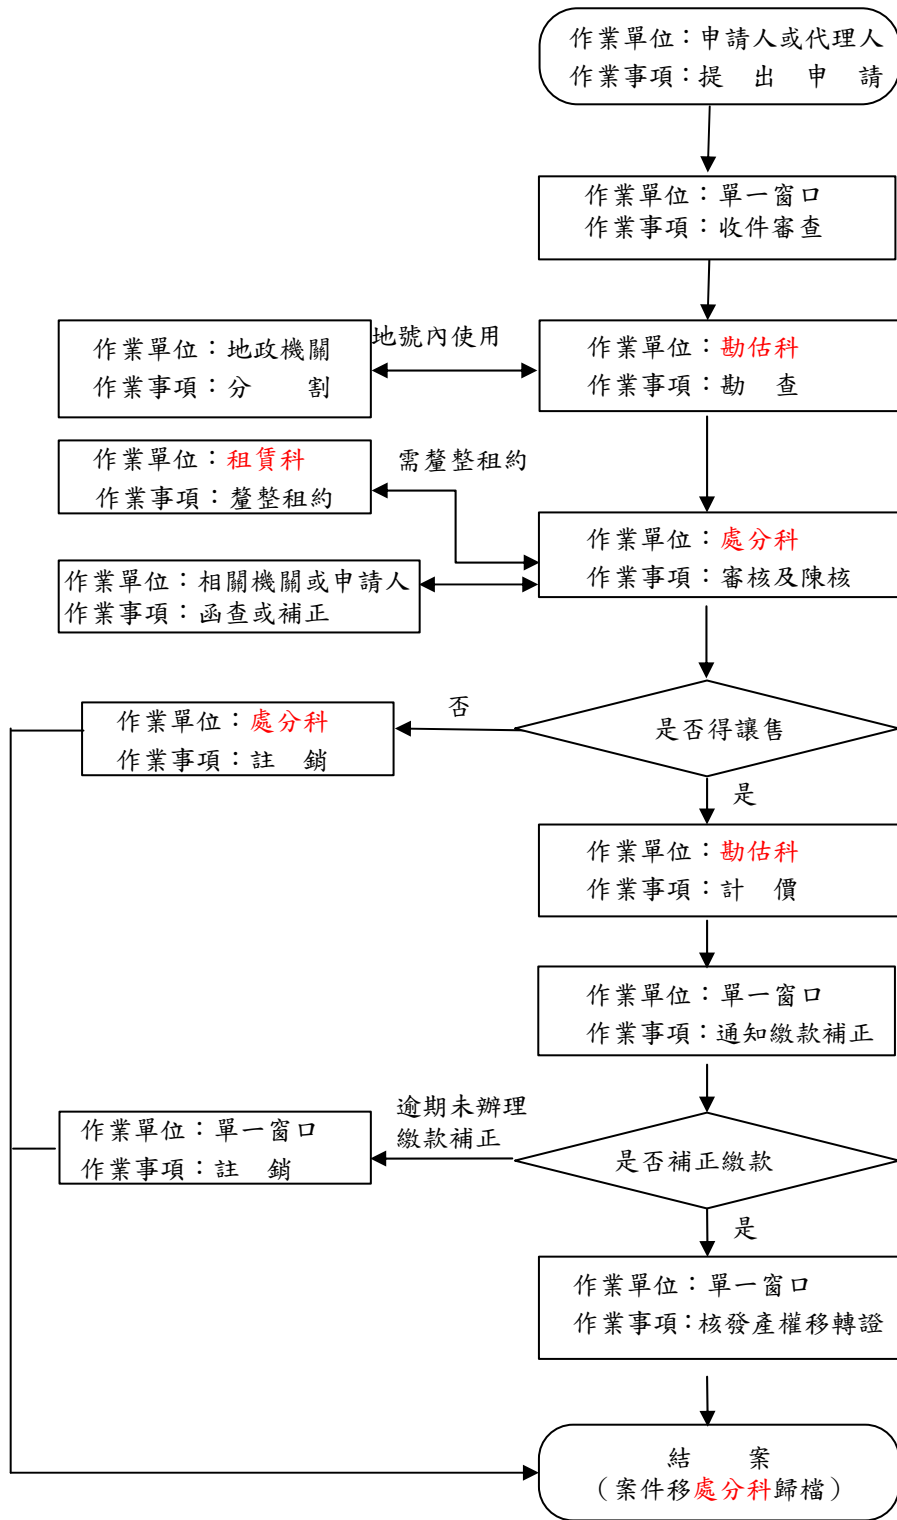 作業單位：申請人或代理人
作業事項：提　出　申　請
作業單位：單一窗口
作業事項：收件審查
作業單位：地政機關
作業事項：分　　割
地號內使用
作業單位：勘估科
作業事項：勘　查
作業單位：租賃科
作業事項：釐整租約
需釐整租約
作業單位：處分科
作業事項：審核及陳核
作業單位：相關機關或申請人
作業事項：函查或補正
是否得讓售
否
作業單位：處分科
作業事項：註　銷
是
作業單位：勘估科
作業事項：計　價
作業單位：單一窗口
作業事項：通知繳款補正
是否補正繳款
逾期未辦理
繳款補正
作業單位：單一窗口
作業事項：註　銷
是
作業單位：單一窗口
作業事項：核發產權移轉證
結　　案
（案件移處分科歸檔）